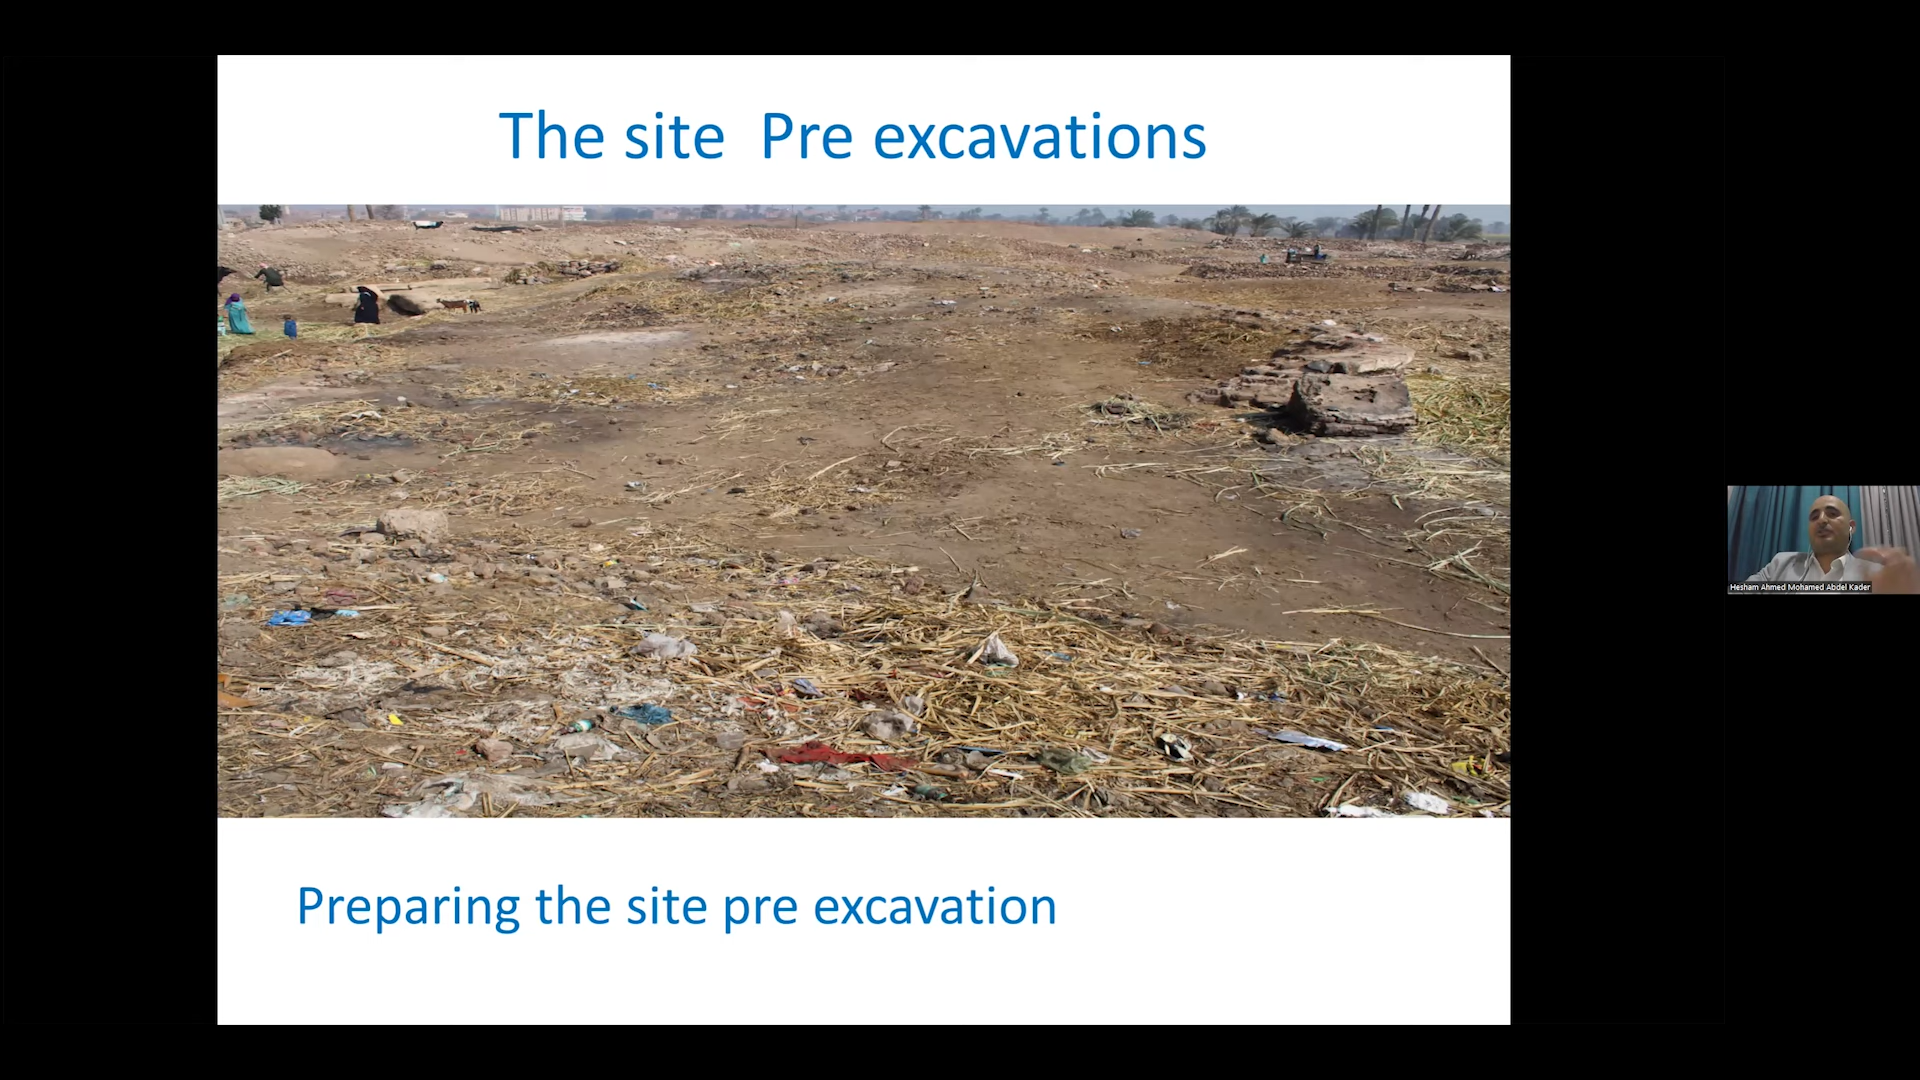 The site  Pre excavations
Preparing the site pre excavation
Hesham Ahmed Mohamed Abdel Kader